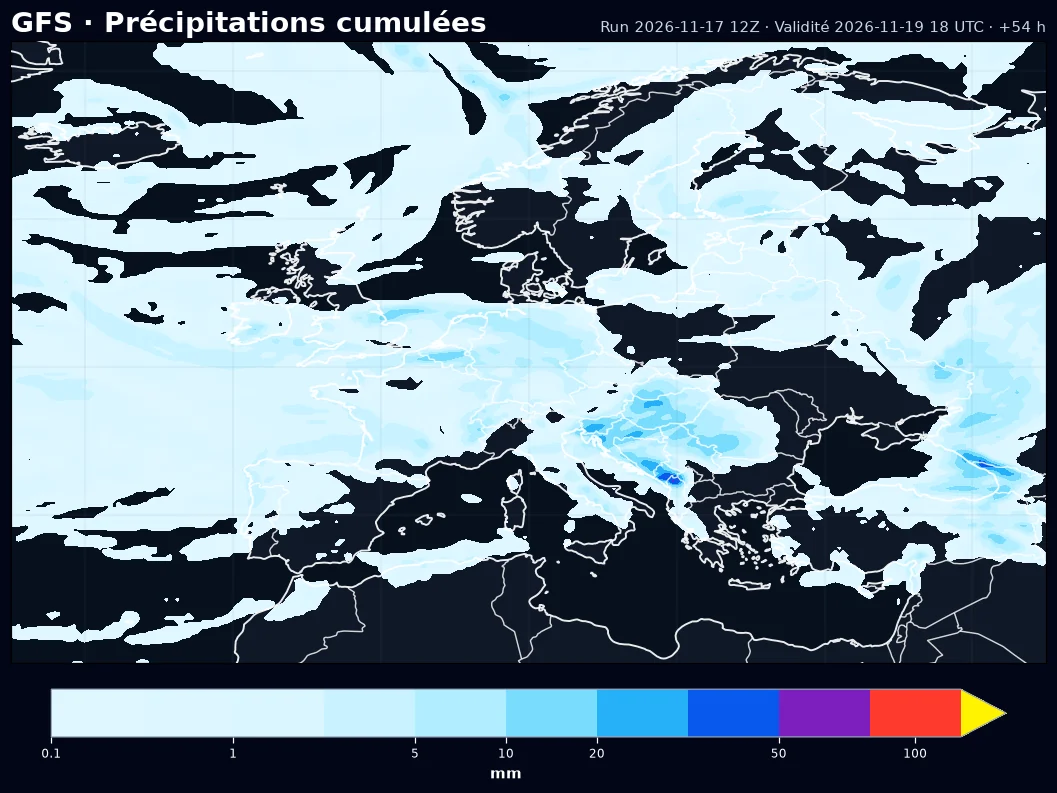 GFS · Précipitations cumulées
Run 2026-11-17 12Z · Validité 2026-11-19 18 UTC · +54 h
0.1 1 5 10 20 50 100
mm